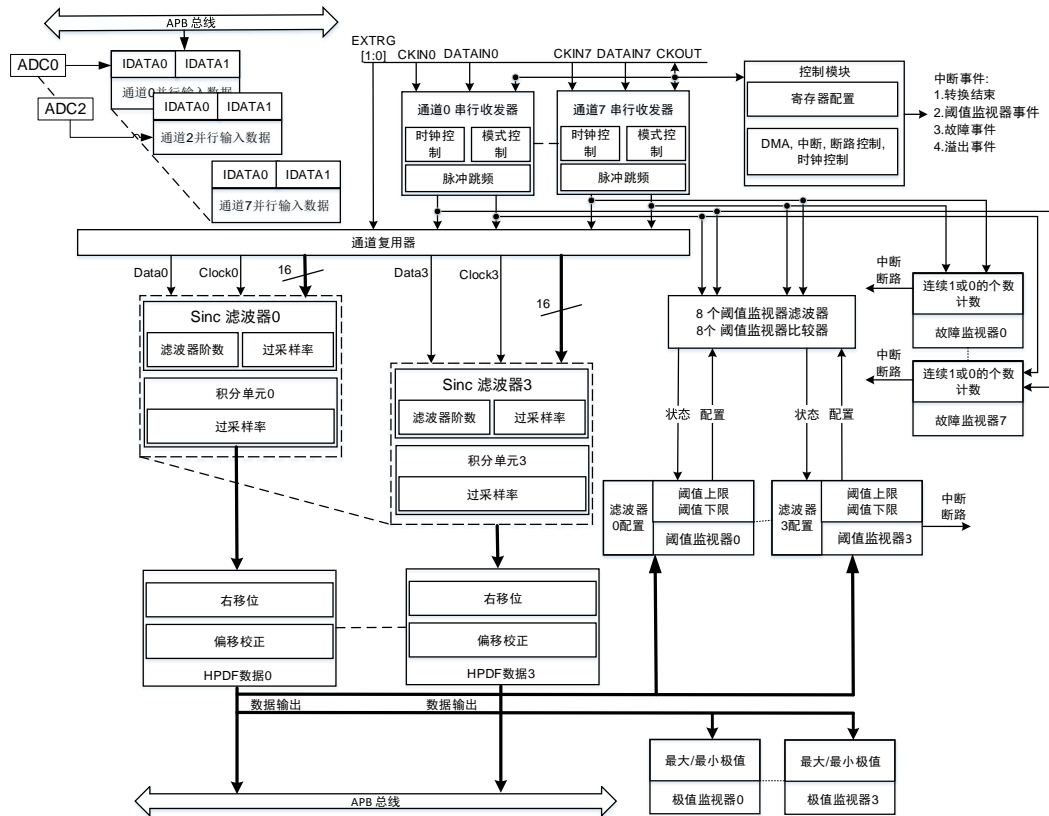 APB 总线
ADC0
IDATA0 IDATA1
通道0并行输入数据
ADC2
IDATA0 IDATA1
通道2并行输入数据
IDATA0 IDATA1
通道7并行输入数据
EXTRG
[1:0]
CKIN0 DATAIN0
CKIN7 DATAIN7 CKOUT
通道0 串行收发器
时钟控制 模式控制
脉冲跳频
通道7 串行收发器
时钟控制 模式控制
脉冲跳频
控制模块
寄存器配置
DMA, 中断, 断路控制,
时钟控制
中断事件:
1.转换结束
2.阈值监视器事件
3.故障事件
4.溢出事件
通道复用器
Data0 Clock0 16
Data3 Clock3 16
Sinc 滤波器0
滤波器阶数 过采样率
积分单元0
过采样率
Sinc 滤波器3
滤波器阶数 过采样率
积分单元3
过采样率
8 个阈值监视器滤波器
8个 阈值监视器比较器
中断
断路
连续1或0的个数
计数
故障监视器0
中断
断路
连续1或0的个数
计数
故障监视器7
状态 配置
状态 配置
滤波器
0配置
阈值上限
阈值下限
阈值监视器0
滤波器
3配置
阈值上限
阈值下限
阈值监视器3
中断
断路
右移位
偏移校正
HPDF数据0
右移位
偏移校正
HPDF数据3
数据输出
数据输出
最大/最小极值
极值监视器0
最大/最小极值
极值监视器3
APB 总线